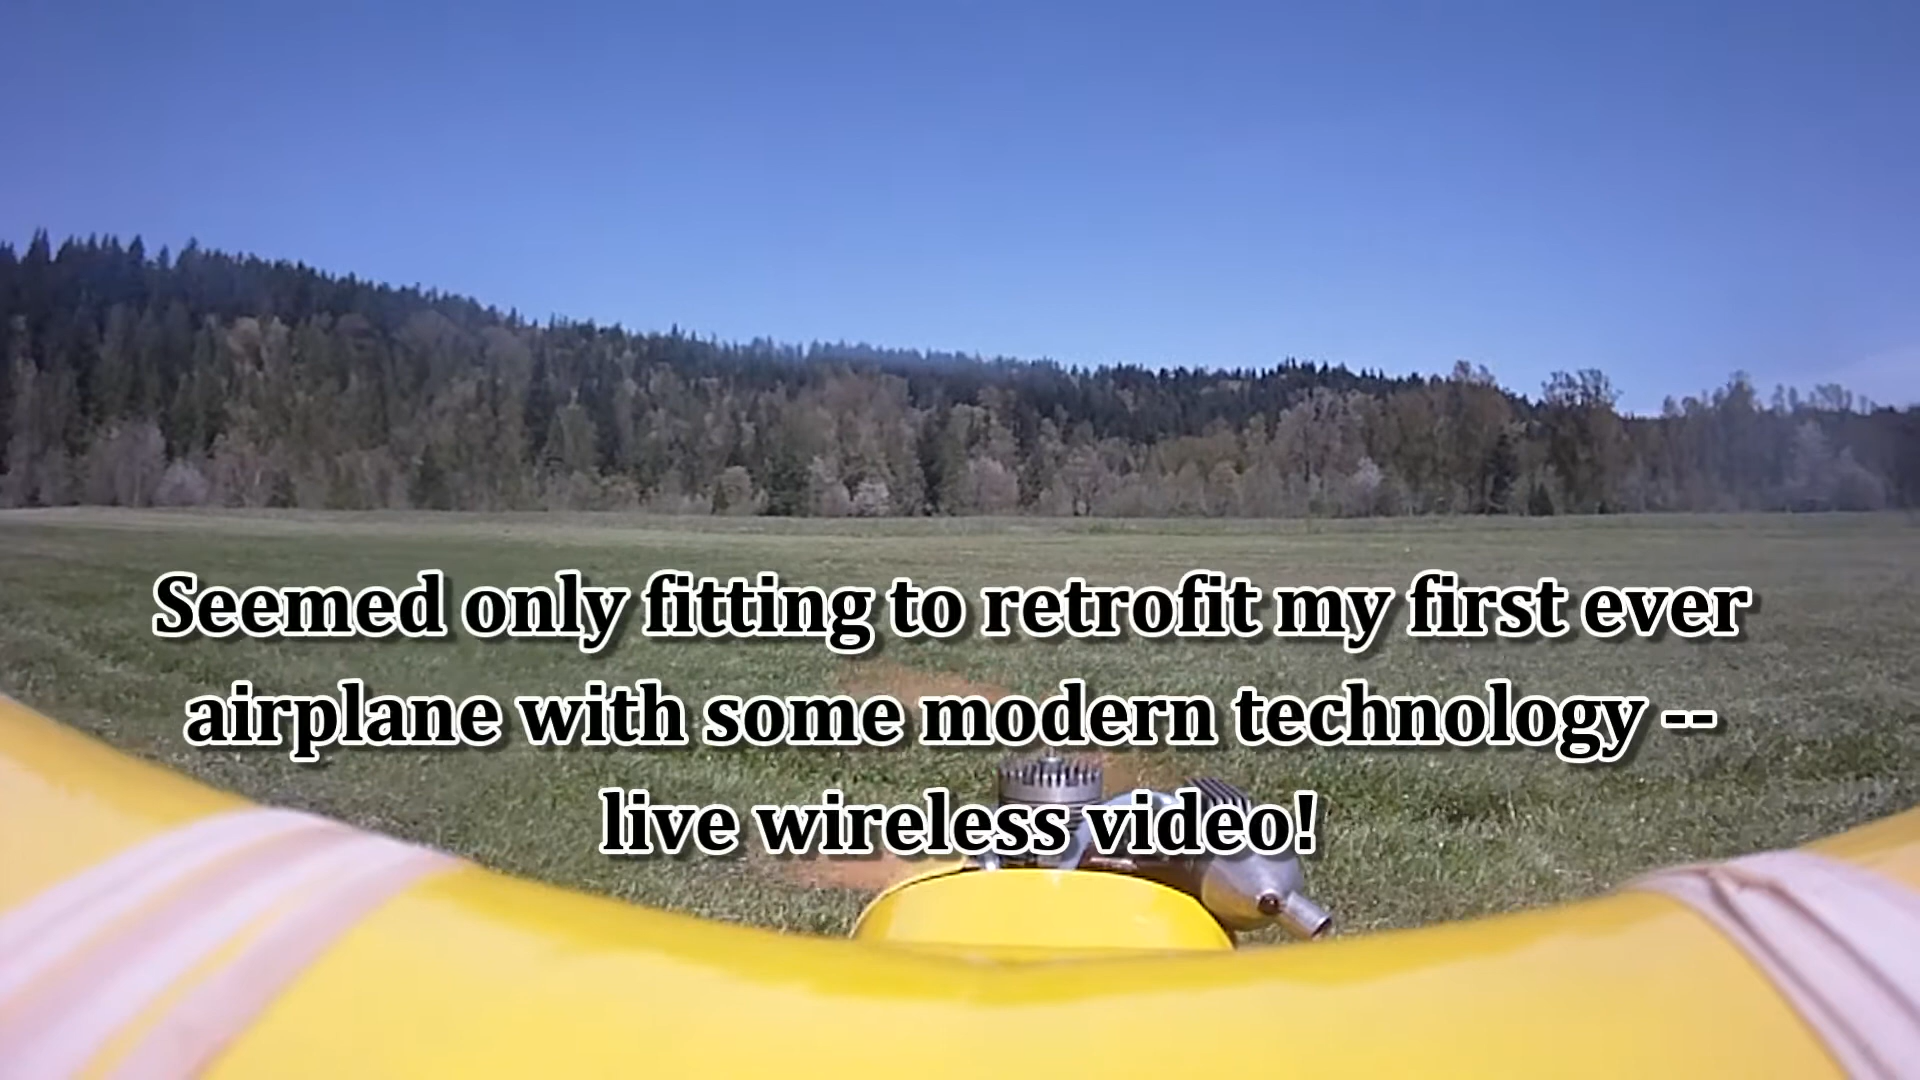 Seemed only fitting to retrofit my first ever
airplane with some modern technology --
live wireless video!